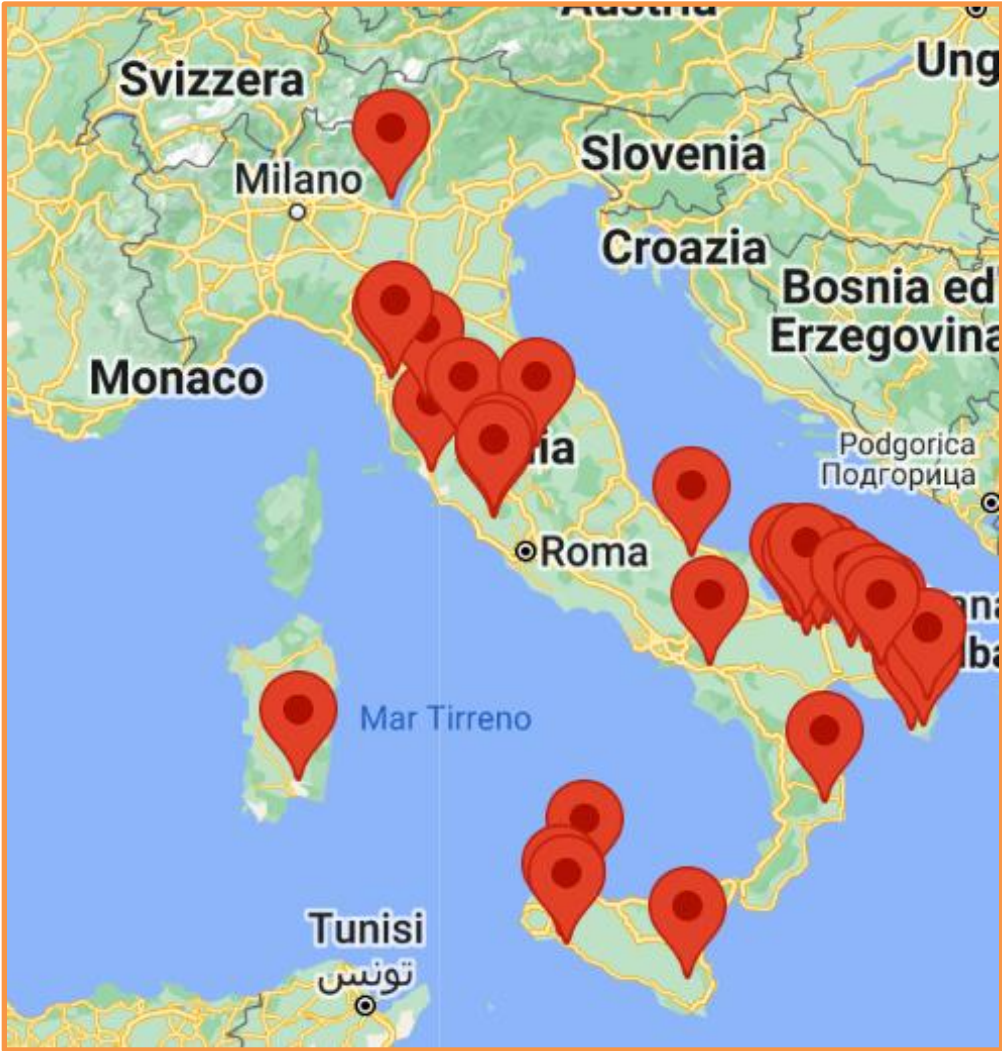 Austria
Ung
Svizzera
Slovenia
Milano
Croazia
Bosnia ed
Erzegovina
Monaco
Podgorica
Подгорица
Roma
Mar Tirreno
Tunisi
تونس